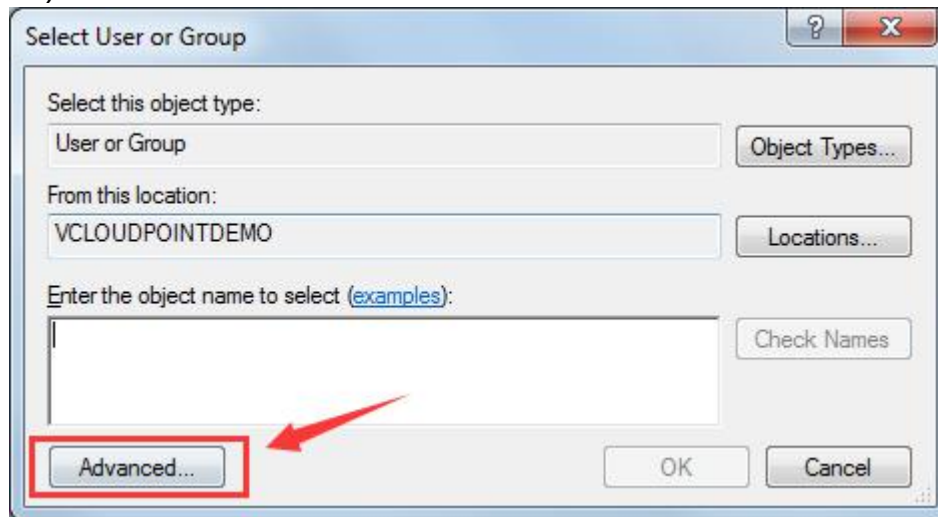 Select User or Group
Select this object type:
User or Group
Object Types...
From this location:
VCLOUDPOINTDEMO
Locations...
Enter the object name to select (examples):
Check Names
Advanced...
OK
Cancel